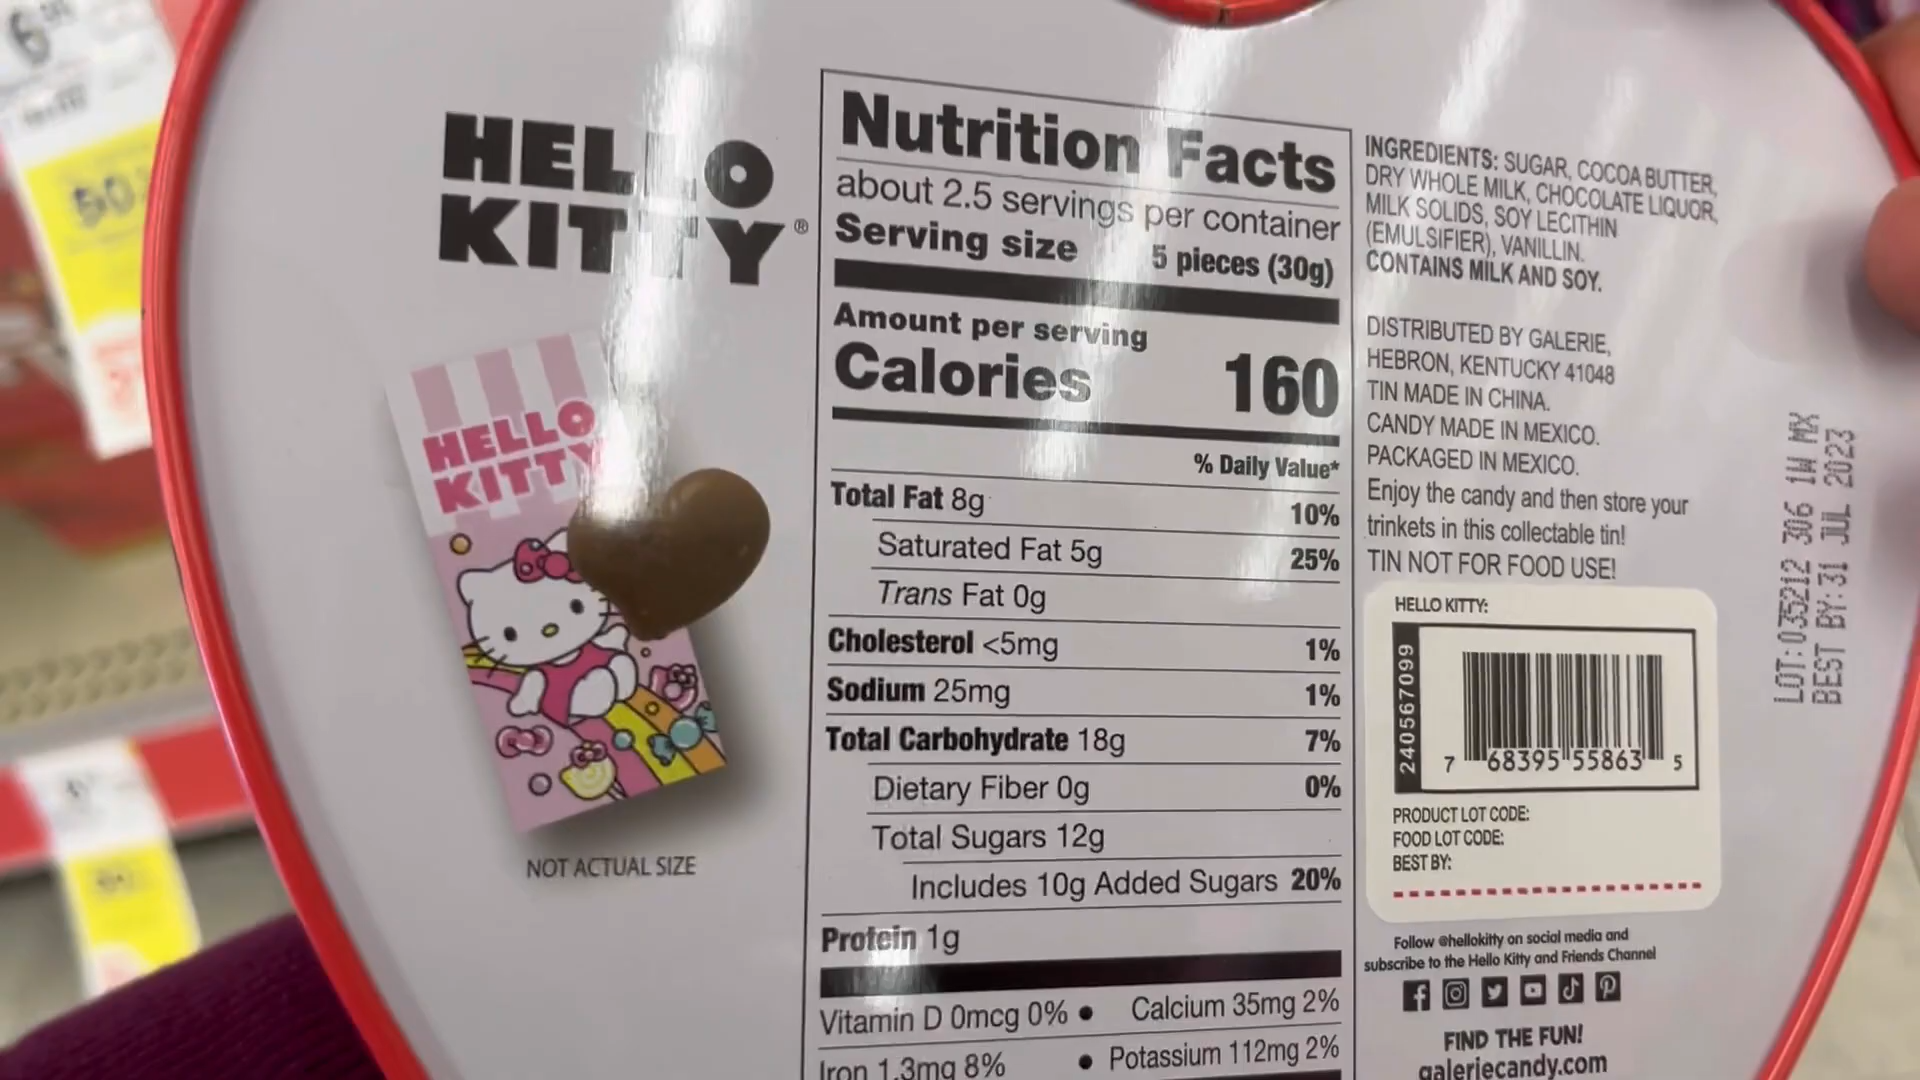 HELLO
KITTY®
HELLO
KITTY
NOT ACTUAL SIZE
Nutrition Facts
about 2.5 servings per container
Serving size 5 pieces (30g)
Amount per serving
Calories 160
% Daily Value*
Total Fat 8g 10%
Saturated Fat 5g 25%
Trans Fat 0g
Cholesterol <5mg 1%
Sodium 25mg 1%
Total Carbohydrate 18g 7%
Dietary Fiber 0g 0%
Total Sugars 12g
Includes 10g Added Sugars 20%
Protein 1g
Vitamin D 0mcg 0% • Calcium 35mg 2%
Iron 1.3mg 8% • Potassium 112mg 2%
INGREDIENTS: SUGAR, COCOA BUTTER,
DRY WHOLE MILK, CHOCOLATE LIQUOR,
MILK SOLIDS, SOY LECITHIN
(EMULSIFIER), VANILLIN.
CONTAINS MILK AND SOY.
DISTRIBUTED BY GALERIE,
HEBRON, KENTUCKY 41048
TIN MADE IN CHINA.
CANDY MADE IN MEXICO.
PACKAGED IN MEXICO.
Enjoy the candy and then store your
trinkets in this collectable tin!
TIN NOT FOR FOOD USE!
HELLO KITTY:
240567099
7 68395 55863 5
PRODUCT LOT CODE:
FOOD LOT CODE:
BEST BY:
Follow @hellokitty on social media and
subscribe to the Hello Kitty and Friends Channel
FIND THE FUN!
galeriecandy.com
LOT:035212 306 1W MX
BEST BY:31 JUL 2023